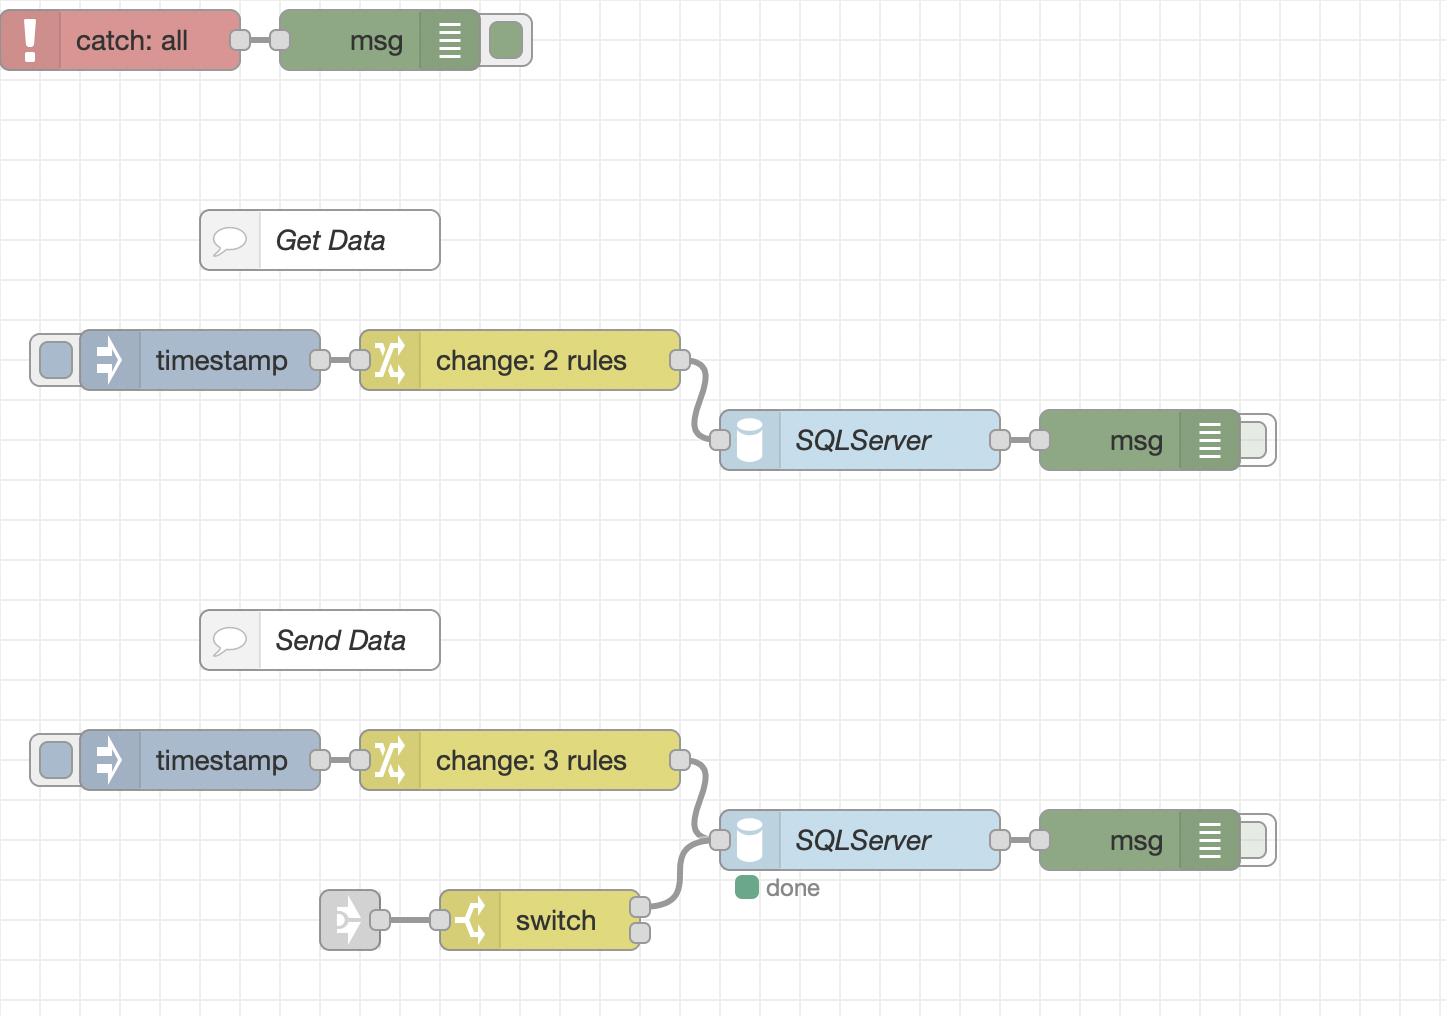 catch: all
msg
Get Data
timestamp
change: 2 rules
SQLServer
msg
Send Data
timestamp
change: 3 rules
SQLServer
msg
done
switch